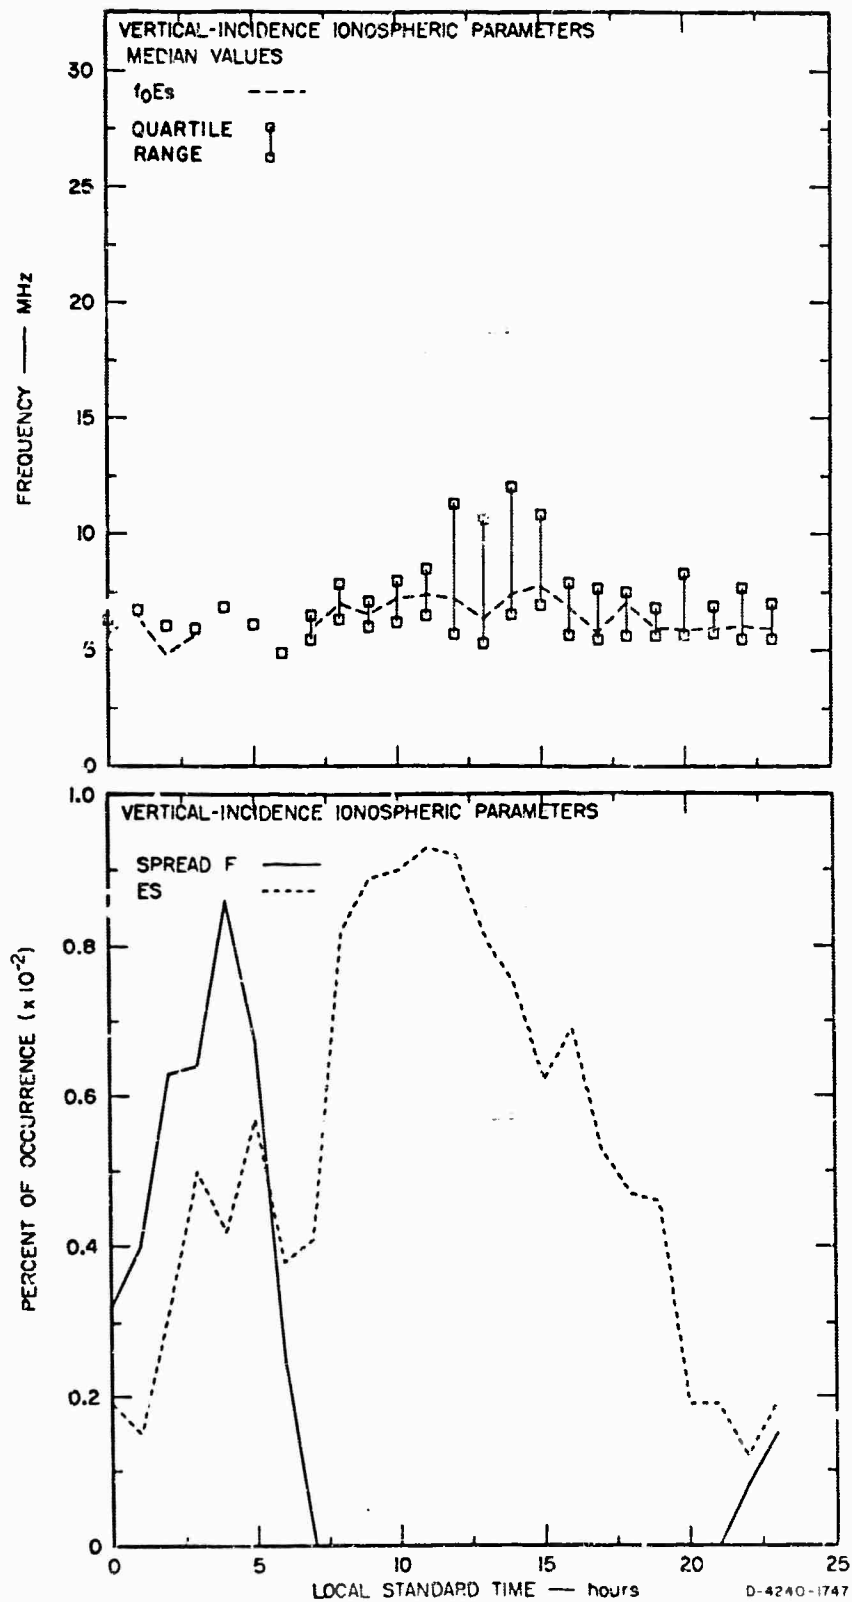 VERTICAL-INCIDENCE IONOSPHERIC PARAMETERS
MEDIAN VALUES
f0Es
QUARTILE
RANGE
30
25
20
15
10
5
0
FREQUENCY — MHz
1.0
VERTICAL-INCIDENCE IONOSPHERIC PARAMETERS
SPREAD F
ES
0.8
0.6
0.4
0.2
0
PERCENT OF OCCURRENCE (x 10-2)
0 5 10 15 20 25
LOCAL STANDARD TIME — hours
D-4240-1747